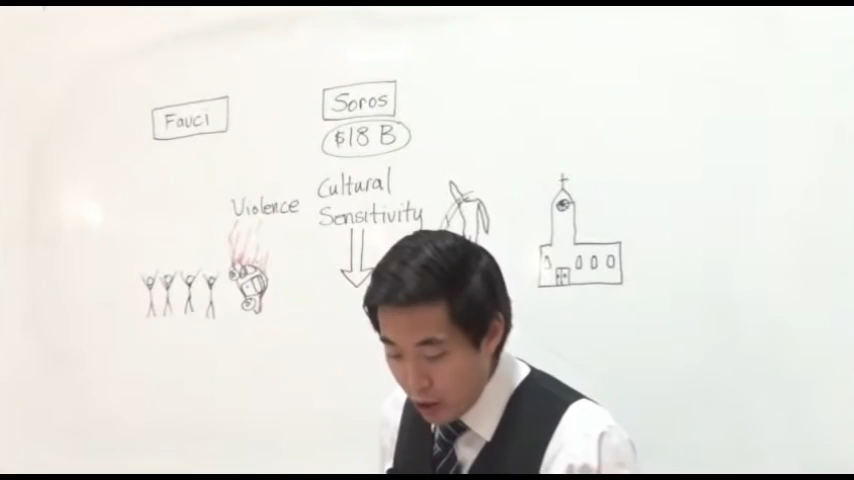 Fauci
Soros
$18 B
Violence
Cultural
Sensitivity